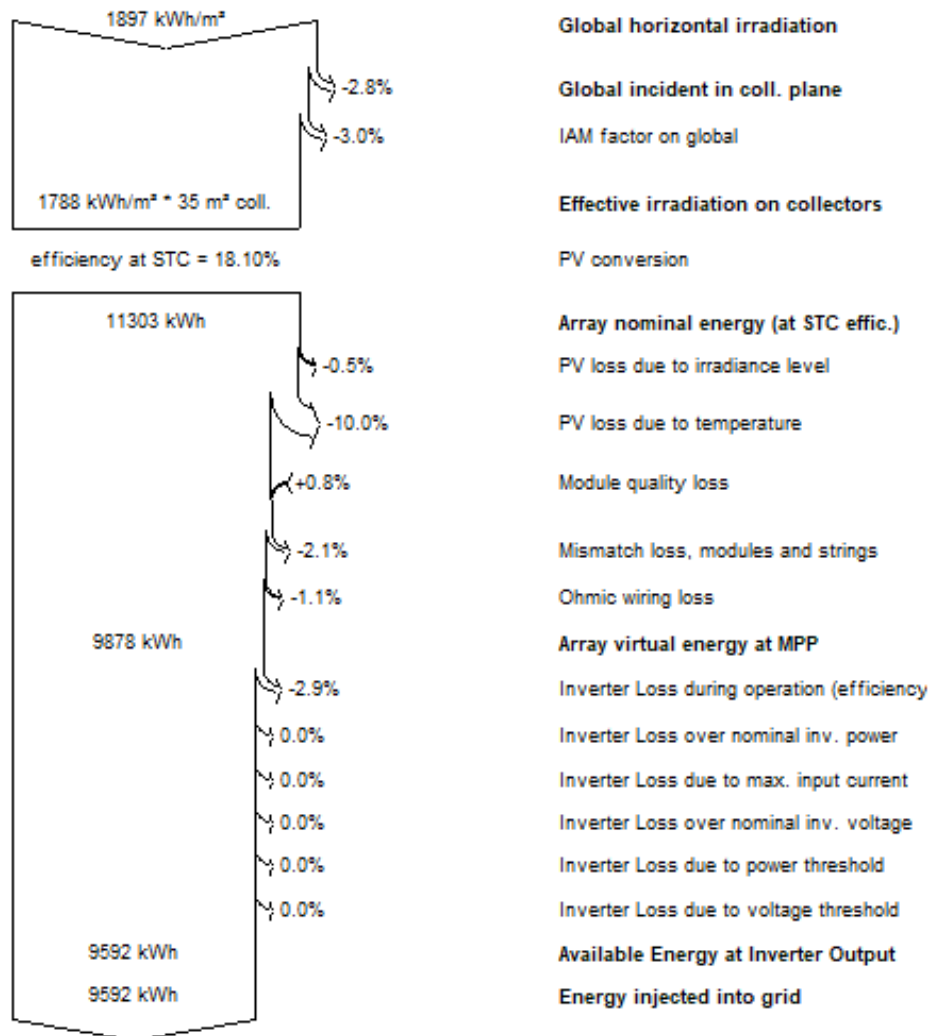 1897 kWh/m² Global horizontal irradiation
-2.8% Global incident in coll. plane
-3.0% IAM factor on global
1788 kWh/m² * 35 m² coll. Effective irradiation on collectors
efficiency at STC = 18.10% PV conversion
11303 kWh Array nominal energy (at STC effic.)
-0.5% PV loss due to irradiance level
-10.0% PV loss due to temperature
+0.8% Module quality loss
-2.1% Mismatch loss, modules and strings
-1.1% Ohmic wiring loss
9878 kWh Array virtual energy at MPP
-2.9% Inverter Loss during operation (efficiency
0.0% Inverter Loss over nominal inv. power
0.0% Inverter Loss due to max. input current
0.0% Inverter Loss over nominal inv. voltage
0.0% Inverter Loss due to power threshold
0.0% Inverter Loss due to voltage threshold
9592 kWh Available Energy at Inverter Output
9592 kWh Energy injected into grid